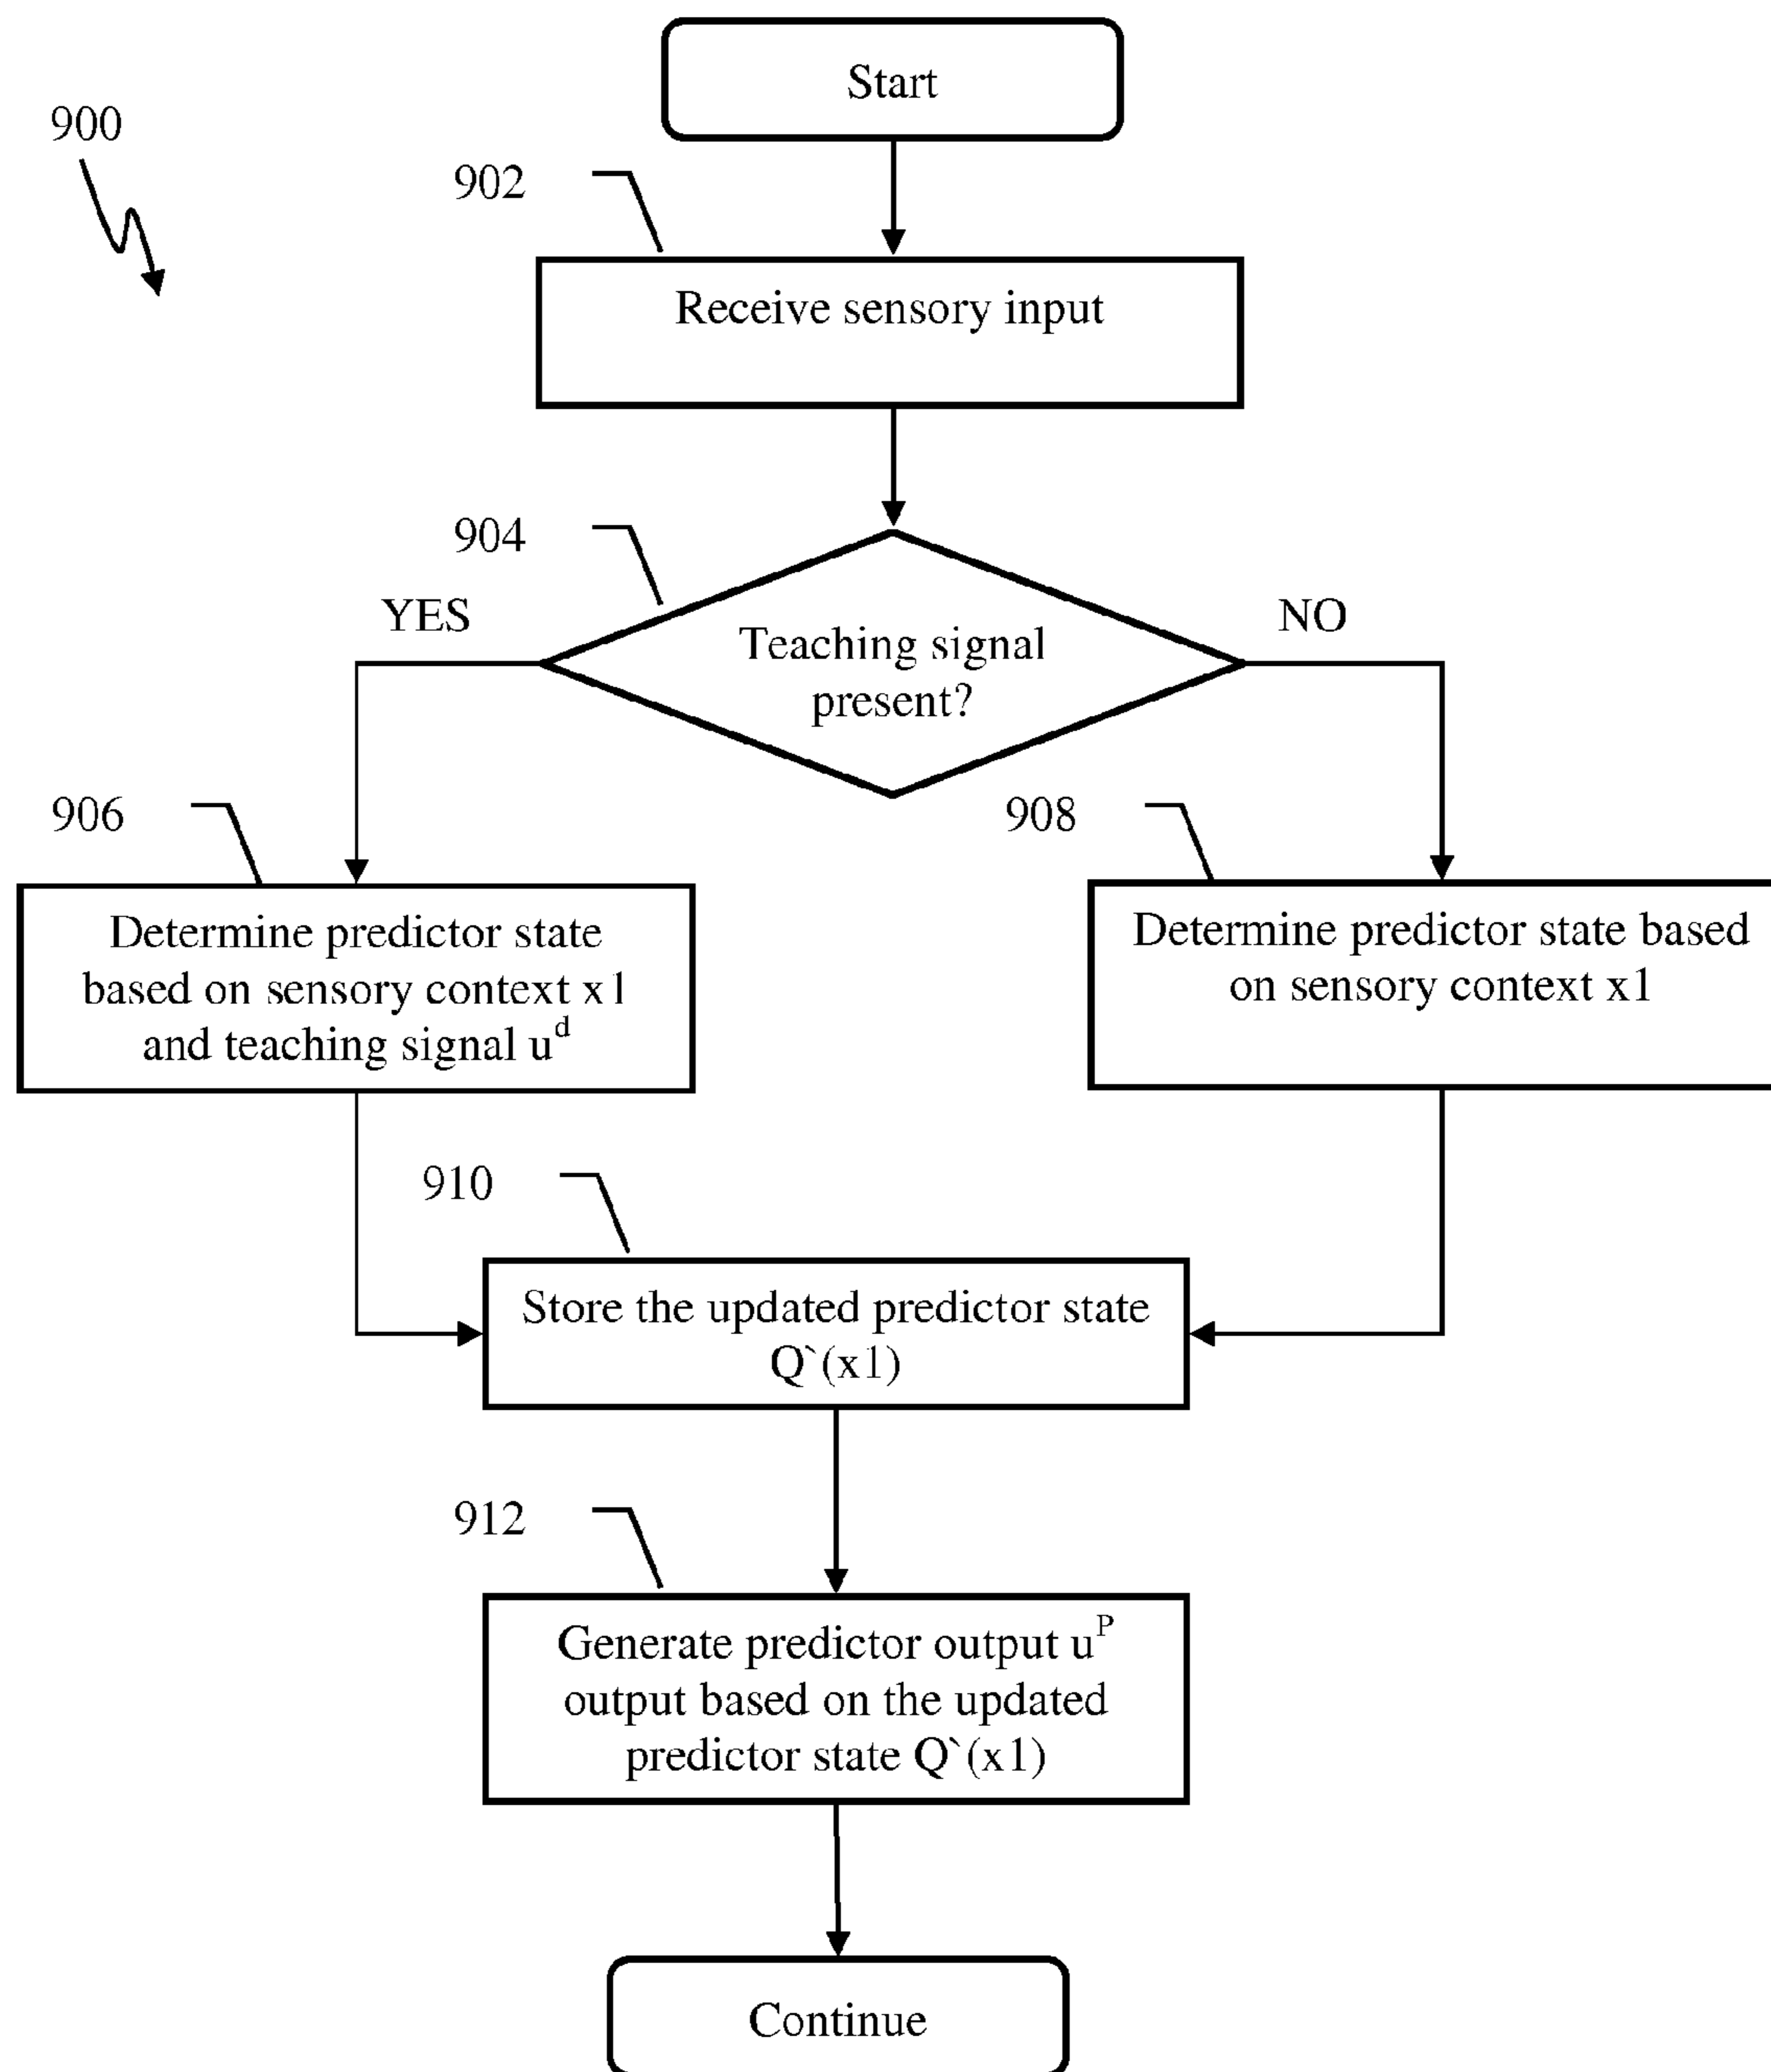 Start
900
902
Receive sensory input
904
YES
NO
Teaching signal
present?
906
908
Determine predictor state
based on sensory context x1
and teaching signal u^d
Determine predictor state based
on sensory context x1
910
Store the updated predictor state
Q`(x1)
912
Generate predictor output u^P
output based on the updated
predictor state Q`(x1)
Continue